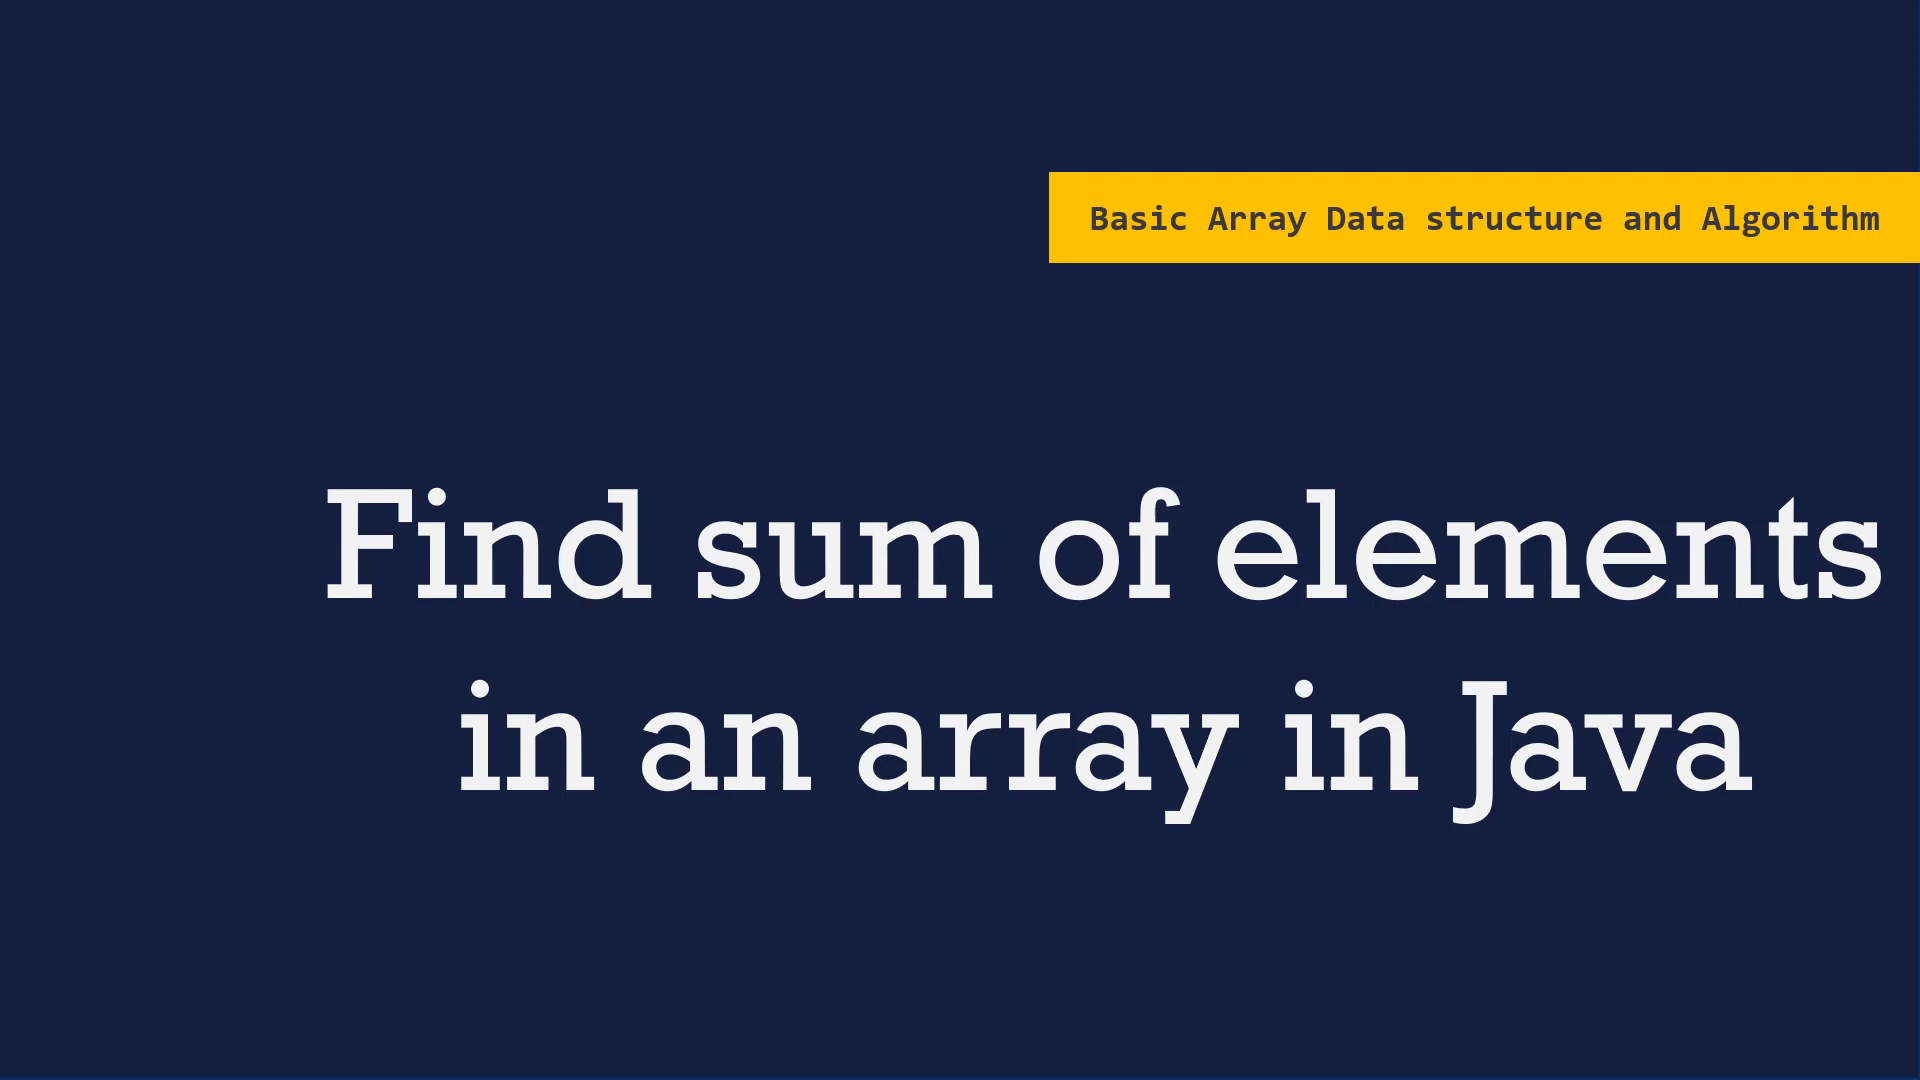 Basic Array Data structure and Algorithm
Find sum of elements
in an array in Java